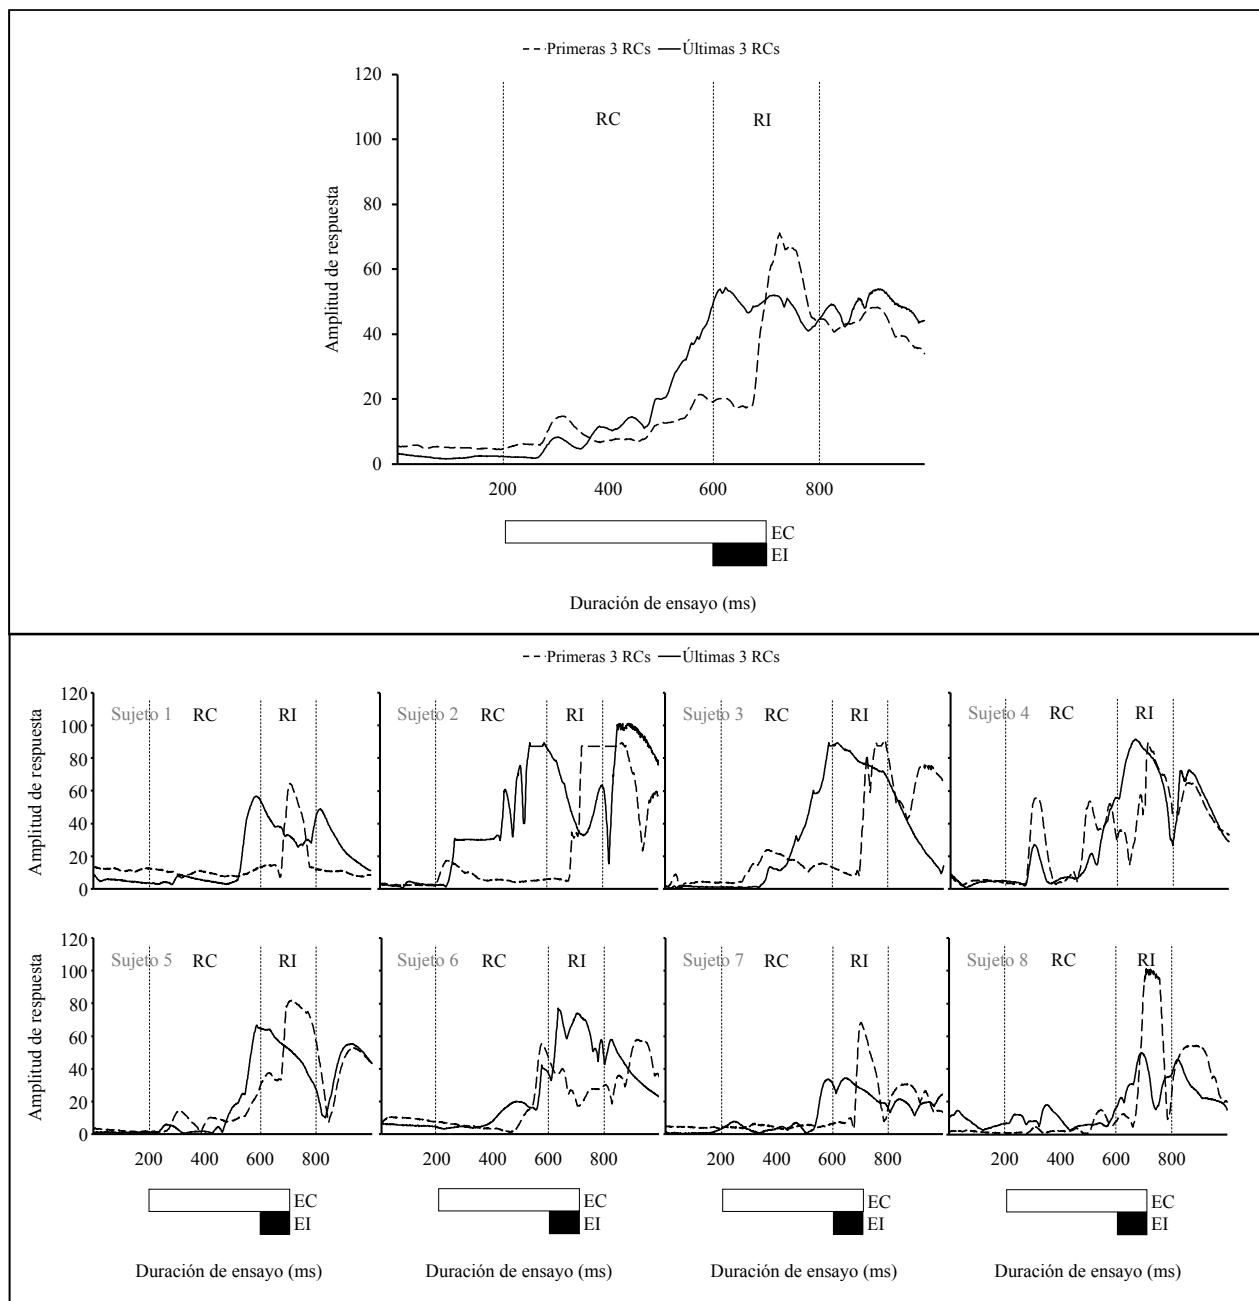 Primeras 3 RCs Últimas 3 RCs
120
RC RI
100
80
60
40
20
0
Amplitud de respuesta
200 400 600 800
EC
EI
Duración de ensayo (ms)
Primeras 3 RCs Últimas 3 RCs
120
100
80
60
40
20
0
Amplitud de respuesta
Sujeto 1 RC RI
Sujeto 2 RC RI
Sujeto 3 RC RI
Sujeto 4 RC RI
120
100
80
60
40
20
0
Amplitud de respuesta
Sujeto 5 RC RI
Sujeto 6 RC RI
Sujeto 7 RC RI
Sujeto 8 RC RI
200 400 600 800 200 400 600 800 200 400 600 800 200 400 600 800
EC EC EC EC
EI EI EI EI
Duración de ensayo (ms) Duración de ensayo (ms) Duración de ensayo (ms) Duración de ensayo (ms)